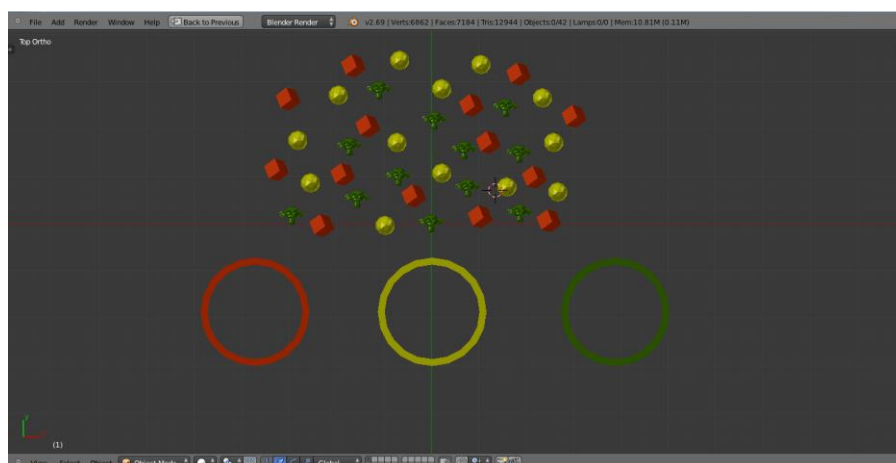 File Add Render Window Help Back to Previous Blender Render v2.69 | Verts:6862 | Faces:7184 | Tris:12944 | Objects:0/42 | Lamps:0/0 | Mem:10.81M (0.11M)
Top Ortho
y
(1)
View Select Object Object Mode Global